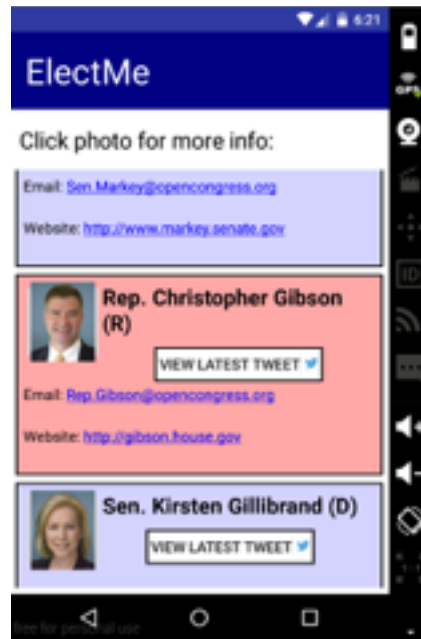 6:21
ElectMe
Click photo for more info:
Email: Sen.Markey@opencongress.org
Website: http://www.markey.senate.gov
Rep. Christopher Gibson
(R)
VIEW LATEST TWEET
Email: Rep.Gibson@opencongress.org
Website: http://gibson.house.gov
Sen. Kirsten Gillibrand (D)
VIEW LATEST TWEET
free for personal use
GPS
ID